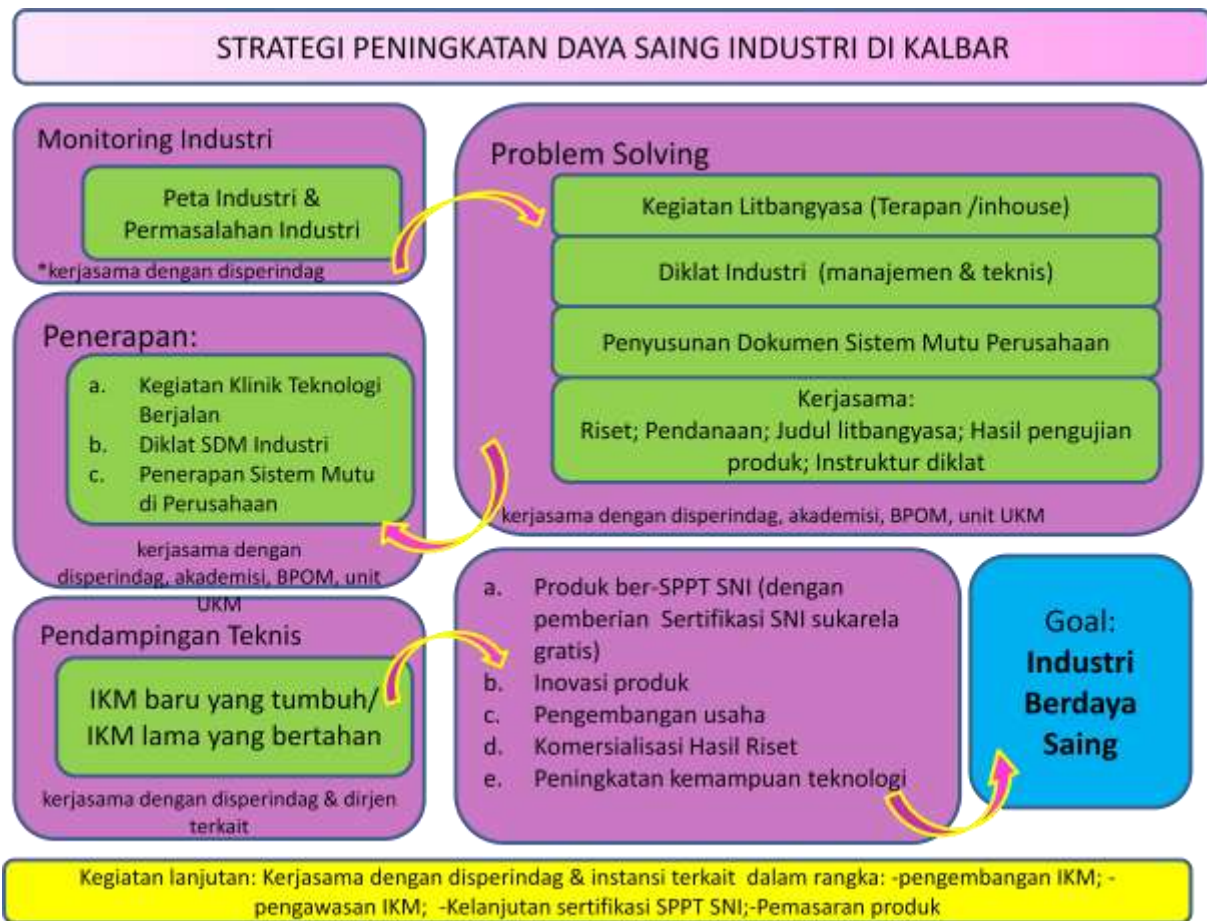 STRATEGI PENINGKATAN DAYA SAING INDUSTRI DI KALBAR
Monitoring Industri
Peta Industri &
Permasalahan Industri
*kerjasama dengan disperindag
Problem Solving
Kegiatan Litbangyasa (Terapan /inhouse)
Diklat Industri (manajemen & teknis)
Penyusunan Dokumen Sistem Mutu Perusahaan
Kerjasama:
Riset; Pendanaan; Judul litbangyasa; Hasil pengujian
produk; Instruktur diklat
kerjasama dengan disperindag, akademisi, BPOM, unit UKM
Penerapan:
a. Kegiatan Klinik Teknologi
Berjalan
b. Diklat SDM Industri
c. Penerapan Sistem Mutu
di Perusahaan
kerjasama dengan
disperindag, akademisi, BPOM, unit
UKM
Pendampingan Teknis
IKM baru yang tumbuh/
IKM lama yang bertahan
kerjasama dengan disperindag & dirjen
terkait
a. Produk ber-SPPT SNI (dengan
pemberian Sertifikasi SNI sukarela
gratis)
b. Inovasi produk
c. Pengembangan usaha
d. Komersialisasi Hasil Riset
e. Peningkatan kemampuan teknologi
Goal:
Industri
Berdaya
Saing
Kegiatan lanjutan: Kerjasama dengan disperindag & instansi terkait dalam rangka: -pengembangan IKM; -
pengawasan IKM; -Kelanjutan sertifikasi SPPT SNI;-Pemasaran produk